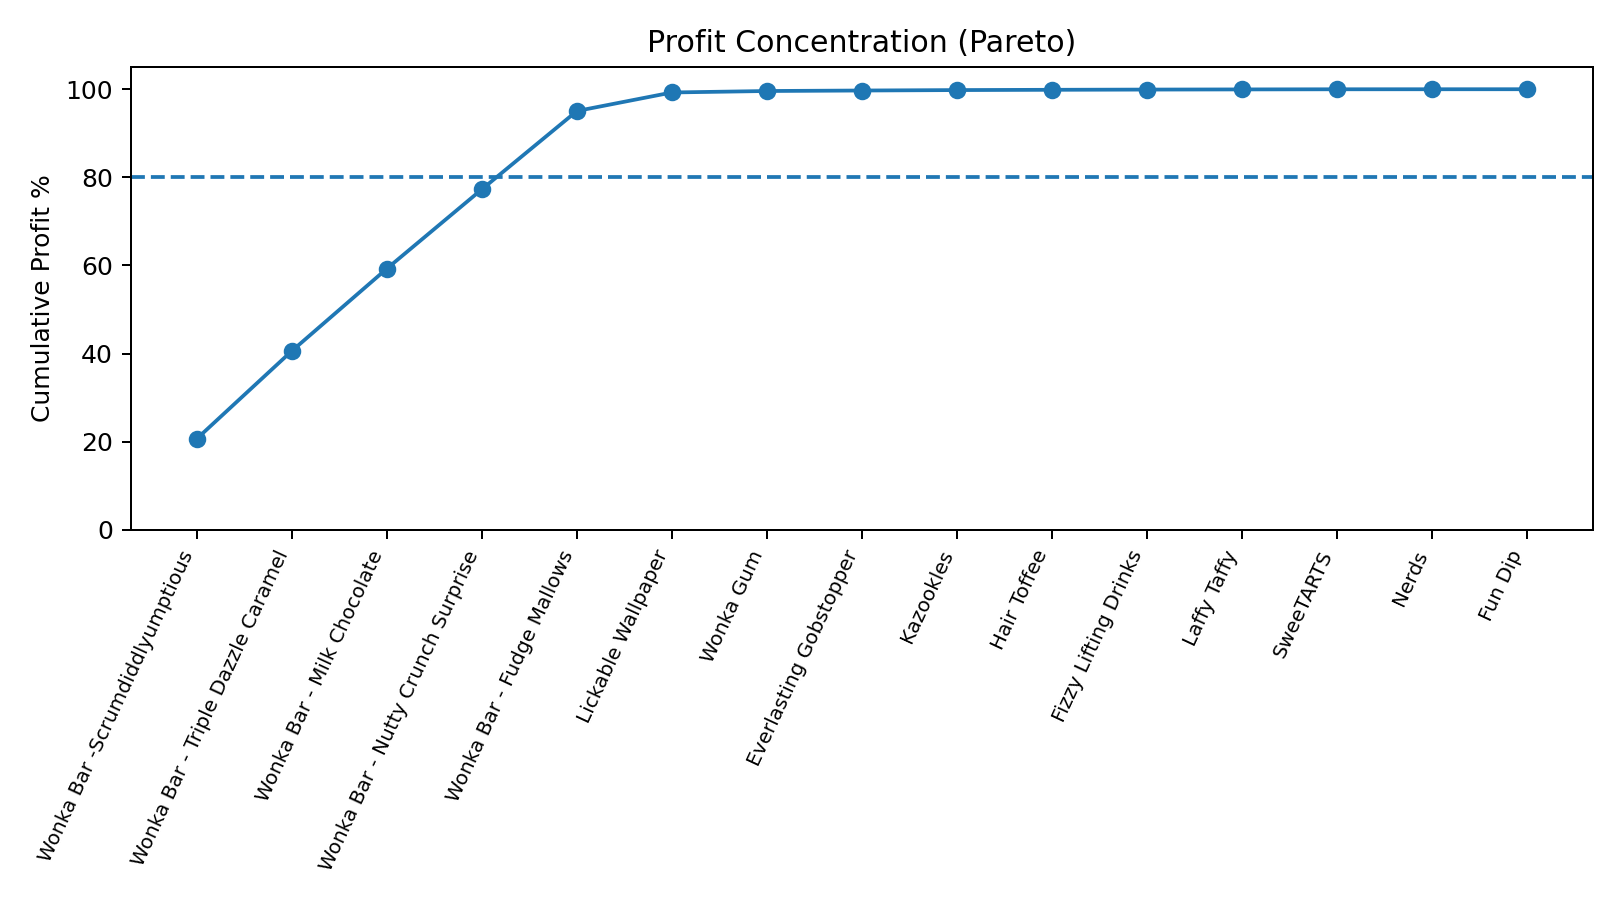 Profit Concentration (Pareto)
Cumulative Profit %
100
80
60
40
20
0
Wonka Bar -Scrumdiddlyumptious
Wonka Bar - Triple Dazzle Caramel
Wonka Bar - Milk Chocolate
Wonka Bar - Nutty Crunch Surprise
Wonka Bar - Fudge Mallows
Lickable Wallpaper
Wonka Gum
Everlasting Gobstopper
Kazookles
Hair Toffee
Fizzy Lifting Drinks
Laffy Taffy
SweeTARTS
Nerds
Fun Dip